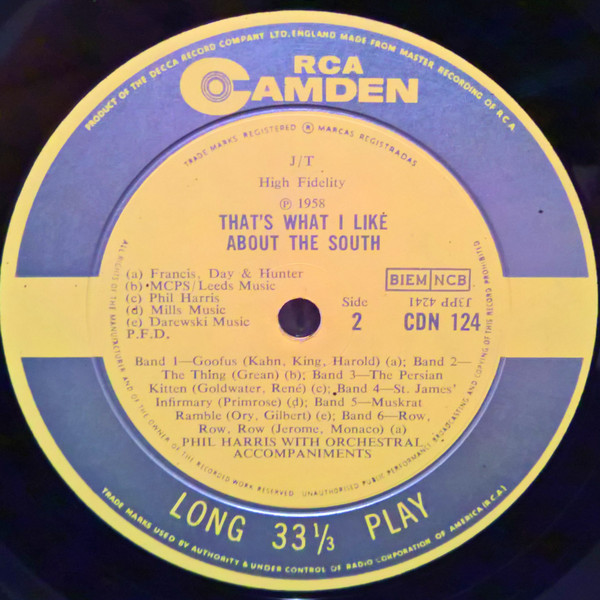 PRODUCT OF THE DECCA RECORD COMPANY LTD. ENGLAND MADE FROM MASTER RECORDING OF R.C.A.
RCA
CAMDEN
TRADE MARKS REGISTERED ® MARCAS REGISTRADAS
J/T
High Fidelity
℗ 1958
THAT'S WHAT I LIKE
ABOUT THE SOUTH
(a) Francis, Day & Hunter
(b) MCPS/Leeds Music
(c) Phil Harris
(d) Mills Music
(e) Darewski Music
P.F.D.
Side
2
BIEM NCB
J3PP 4241
CDN 124
Band 1—Goofus (Kahn, King, Harold) (a); Band 2—
The Thing (Grean) (b); Band 3—The Persian
Kitten (Goldwater, René) (c); Band 4—St. James'
Infirmary (Primrose) (d); Band 5—Muskrat
Ramble (Ory, Gilbert) (e); Band 6—Row,
Row, Row (Jerome, Monaco) (a)
PHIL HARRIS WITH ORCHESTRAL
ACCOMPANIMENTS
ALL RIGHTS OF THE MANUFACTURER AND OF THE OWNER OF THE RECORDED WORK RESERVED. UNAUTHORISED PUBLIC PERFORMANCE, BROADCASTING AND COPYING OF THIS RECORD PROHIBITED
LONG 33⅓ PLAY
TRADE MARKS USED BY AUTHORITY & UNDER CONTROL OF RADIO CORPORATION OF AMERICA (R.C.A.)